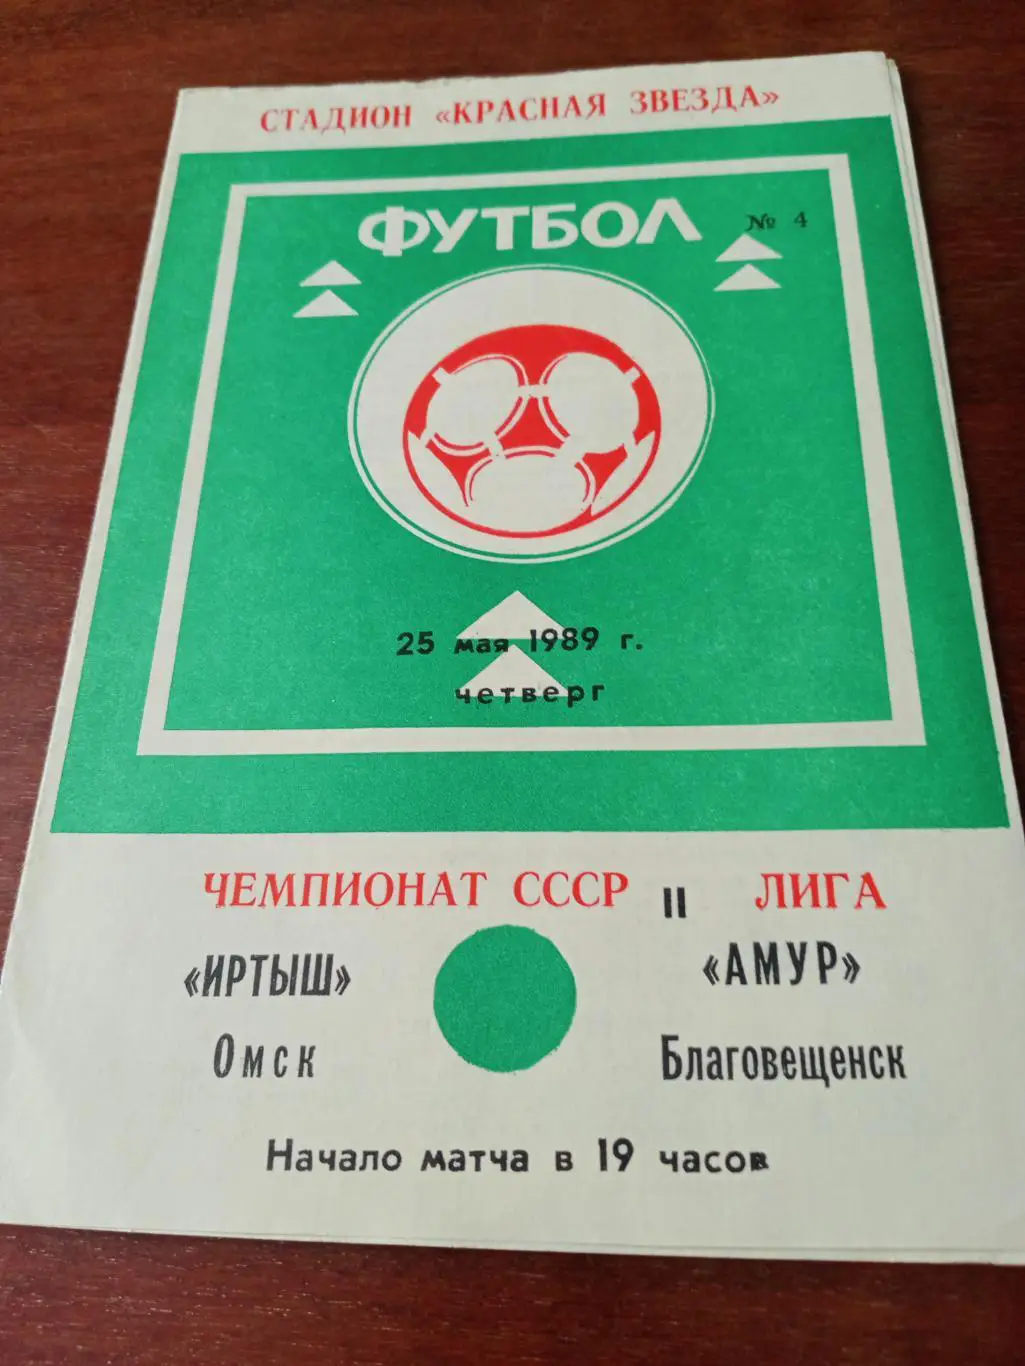 СТАДИОН «КРАСНАЯ ЗВЕЗДА»
ФУТБОЛ № 4
25 мая 1989 г.
четверг
ЧЕМПИОНАТ СССР II ЛИГА
«ИРТЫШ» «АМУР»
Омск Благовещенск
Начало матча в 19 часов